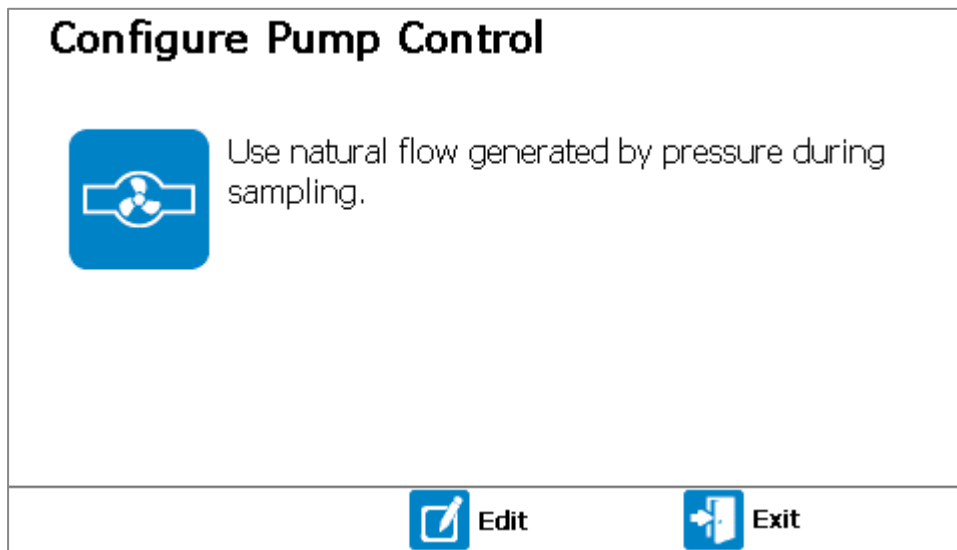 Configure Pump Control
Use natural flow generated by pressure during
sampling.
Edit
Exit